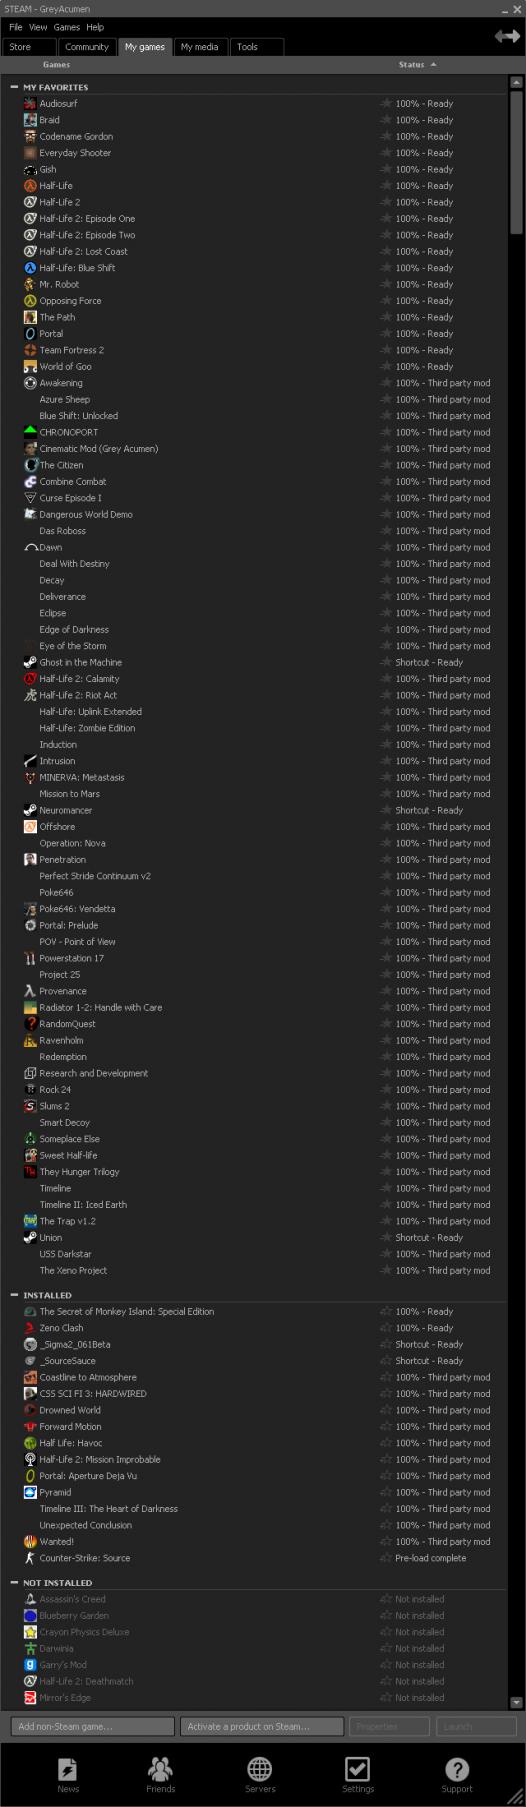 STEAM - GreyAcumen
File View Games Help
Store Community My games My media Tools
Games Status
MY FAVORITES
Audiosurf 100% - Ready
Braid 100% - Ready
Codename Gordon 100% - Ready
Everyday Shooter 100% - Ready
Gish 100% - Ready
Half-Life 100% - Ready
Half-Life 2 100% - Ready
Half-Life 2: Episode One 100% - Ready
Half-Life 2: Episode Two 100% - Ready
Half-Life 2: Lost Coast 100% - Ready
Half-Life: Blue Shift 100% - Ready
Mr. Robot 100% - Ready
Opposing Force 100% - Ready
The Path 100% - Ready
Portal 100% - Ready
Team Fortress 2 100% - Ready
World of Goo 100% - Ready
Awakening 100% - Third party mod
Azure Sheep 100% - Third party mod
Blue Shift: Unlocked 100% - Third party mod
CHRONOPORT 100% - Third party mod
Cinematic Mod (Grey Acumen) 100% - Third party mod
The Citizen 100% - Third party mod
Combine Combat 100% - Third party mod
Curse Episode I 100% - Third party mod
Dangerous World Demo 100% - Third party mod
Das Roboss 100% - Third party mod
Dawn 100% - Third party mod
Deal With Destiny 100% - Third party mod
Decay 100% - Third party mod
Deliverance 100% - Third party mod
Eclipse 100% - Third party mod
Edge of Darkness 100% - Third party mod
Eye of the Storm 100% - Third party mod
Ghost in the Machine Shortcut - Ready
Half-Life 2: Calamity 100% - Third party mod
Half-Life 2: Riot Act 100% - Third party mod
Half-Life: Uplink Extended 100% - Third party mod
Half-Life: Zombie Edition 100% - Third party mod
Induction 100% - Third party mod
Intrusion 100% - Third party mod
MINERVA: Metastasis 100% - Third party mod
Mission to Mars 100% - Third party mod
Neuromancer Shortcut - Ready
Offshore 100% - Third party mod
Operation: Nova 100% - Third party mod
Penetration 100% - Third party mod
Perfect Stride Continuum v2 100% - Third party mod
Poke646 100% - Third party mod
Poke646: Vendetta 100% - Third party mod
Portal: Prelude 100% - Third party mod
POV - Point of View 100% - Third party mod
Powerstation 17 100% - Third party mod
Project 25 100% - Third party mod
Provenance 100% - Third party mod
Radiator 1-2: Handle with Care 100% - Third party mod
RandomQuest 100% - Third party mod
Ravenholm 100% - Third party mod
Redemption 100% - Third party mod
Research and Development 100% - Third party mod
Rock 24 100% - Third party mod
Slums 2 100% - Third party mod
Smart Decoy 100% - Third party mod
Someplace Else 100% - Third party mod
Sweet Half-life 100% - Third party mod
They Hunger Trilogy 100% - Third party mod
Timeline 100% - Third party mod
Timeline II: Iced Earth 100% - Third party mod
The Trap v1.2 100% - Third party mod
Union Shortcut - Ready
USS Darkstar 100% - Third party mod
The Xeno Project 100% - Third party mod
INSTALLED
The Secret of Monkey Island: Special Edition 100% - Ready
Zeno Clash 100% - Ready
_Sigma2_061Beta Shortcut - Ready
_SourceSauce Shortcut - Ready
Coastline to Atmosphere 100% - Third party mod
CSS SCI FI 3: HARDWIRED 100% - Third party mod
Drowned World 100% - Third party mod
Forward Motion 100% - Third party mod
Half Life: Havoc 100% - Third party mod
Half-Life 2: Mission Improbable 100% - Third party mod
Portal: Aperture Deja Vu 100% - Third party mod
Pyramid 100% - Third party mod
Timeline III: The Heart of Darkness 100% - Third party mod
Unexpected Conclusion 100% - Third party mod
Wanted! 100% - Third party mod
Counter-Strike: Source Pre-load complete
NOT INSTALLED
Assassin's Creed Not installed
Blueberry Garden Not installed
Crayon Physics Deluxe Not installed
Darwinia Not installed
Garry's Mod Not installed
Half-Life 2: Deathmatch Not installed
Mirror's Edge Not installed
Add non-Steam game... Activate a product on Steam... Properties Launch
News Friends Servers Settings Support